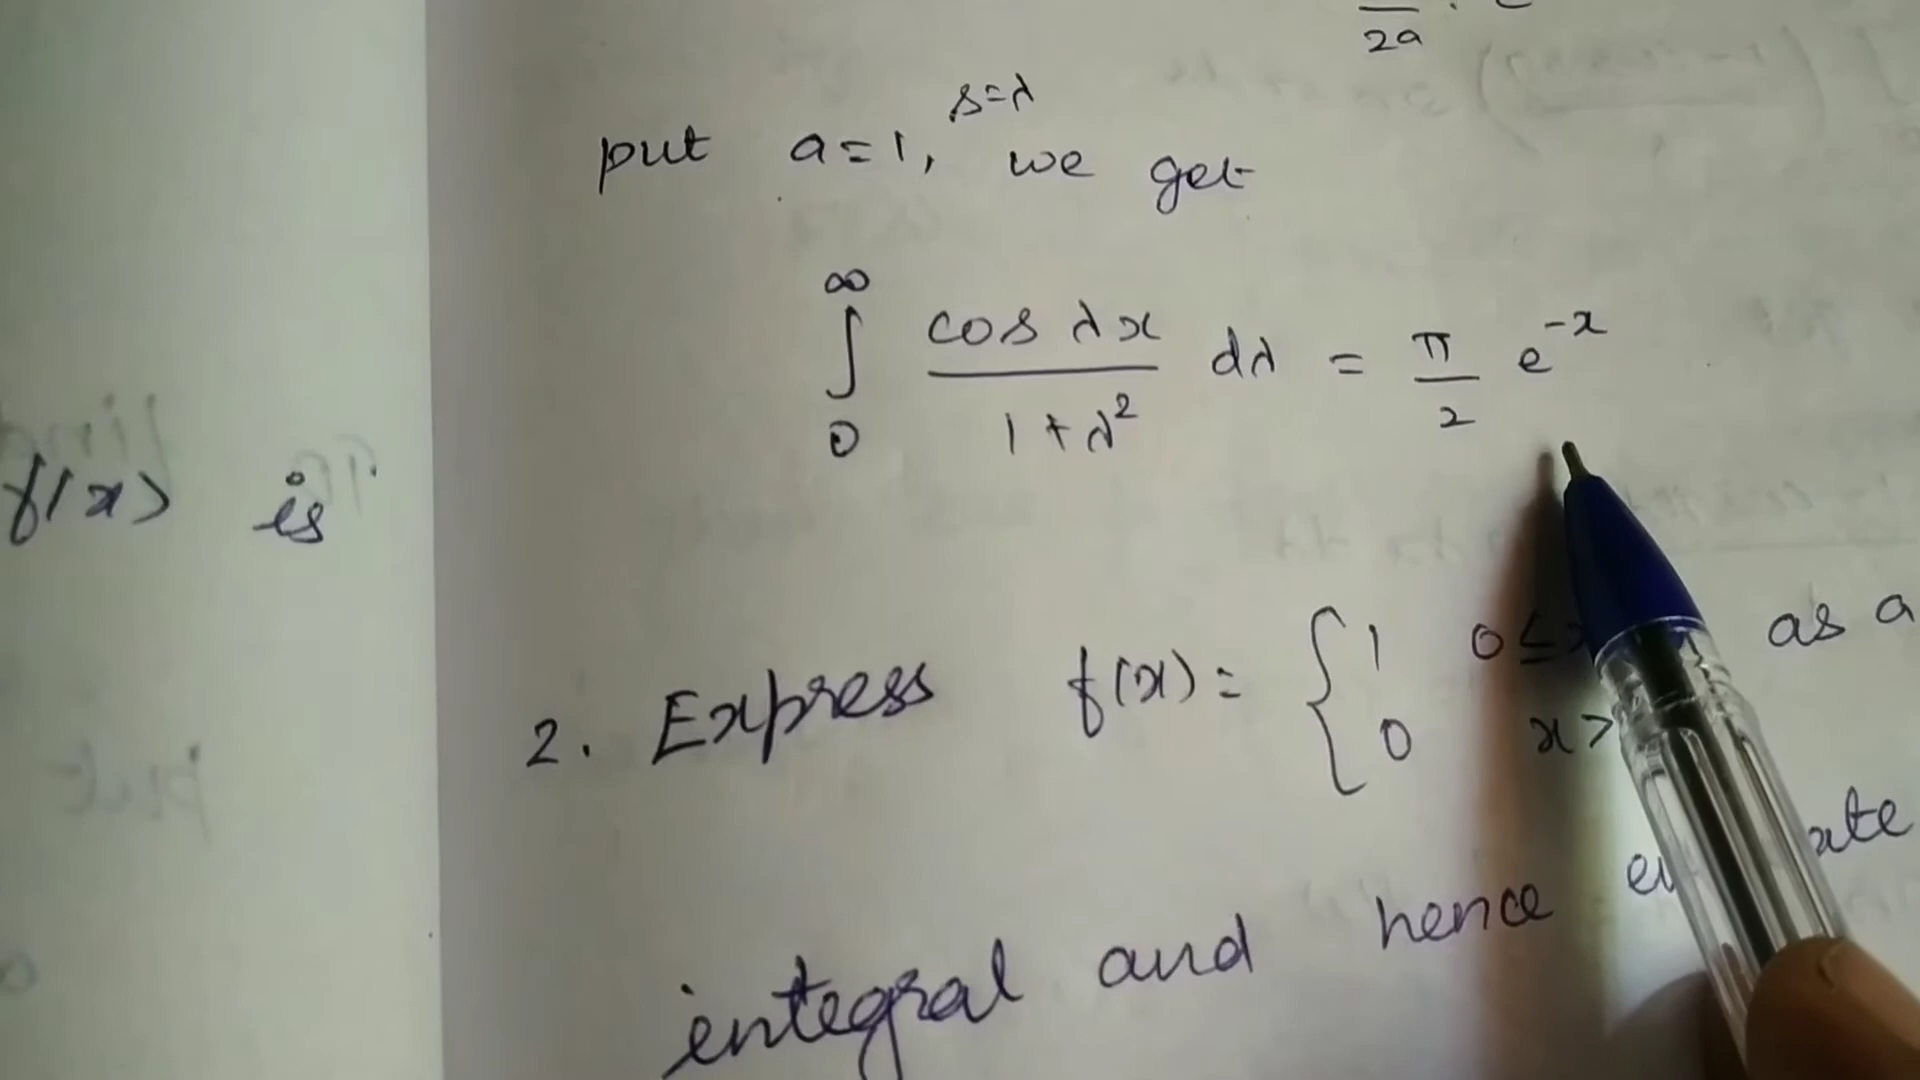 2a
s=λ
put a=1, we get
∞
∫ cos λx / 1+λ² dλ = π/2 e^-x
0
f(x) is
2. Express f(x) = { 1 0≤ as a
0 x>
integral and hence